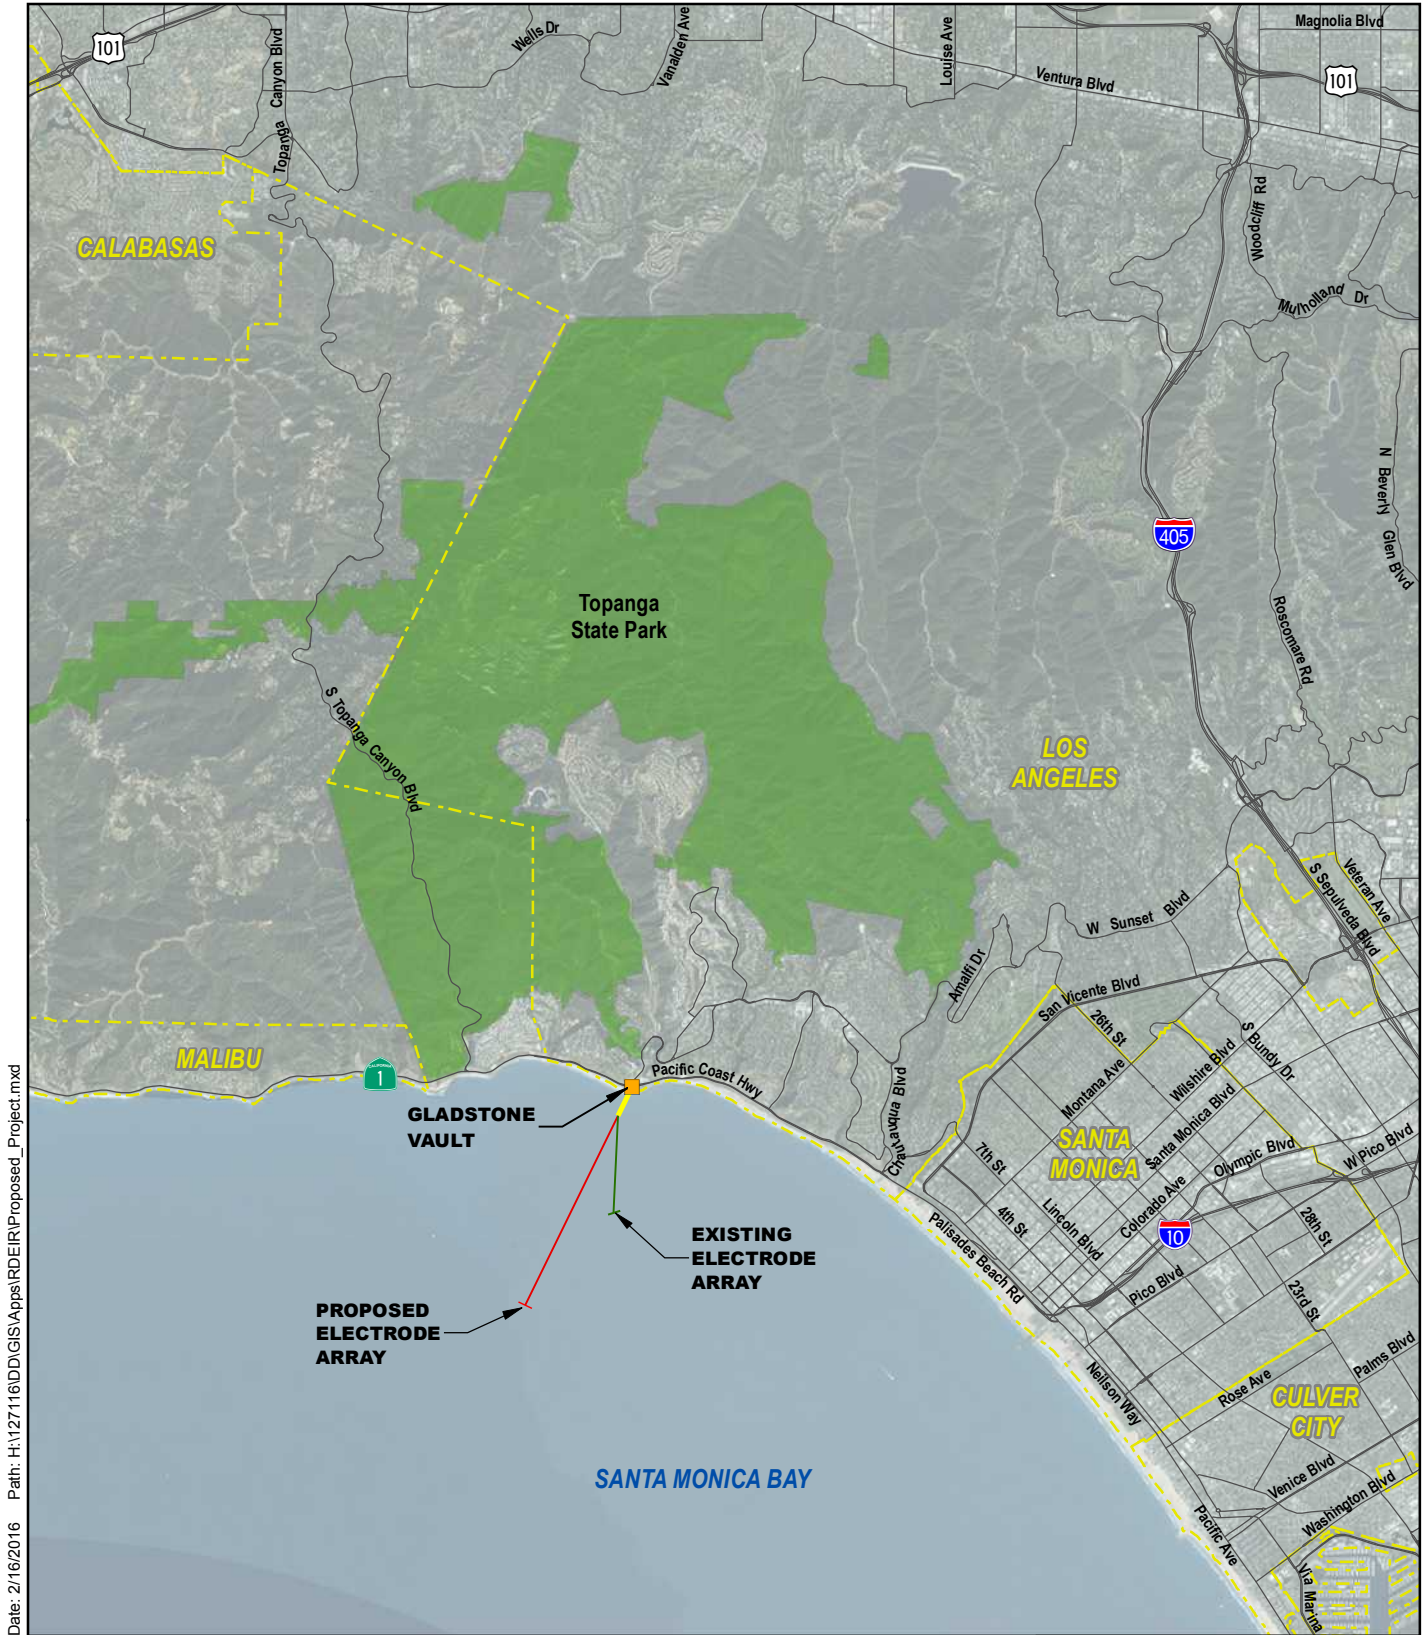 Magnolia Blvd
101
Wells Dr
Vanalden Ave
Louise Ave
Topanga Canyon Blvd
Ventura Blvd
101
Woodcliff Rd
CALABASAS
Mulholland Dr
N Beverly Glen Blvd
405
Topanga
State Park
Roscomare Rd
S Topanga Canyon Blvd
LOS
ANGELES
Veteran Ave
S Sepulveda Blvd
W Sunset Blvd
Amalfi Dr
San Vicente Blvd
26th St
S Bundy Dr
MALIBU
CALIFORNIA
1
Pacific Coast Hwy
Chautauqua Blvd
Montana Ave
Wilshire Blvd
Santa Monica Blvd
GLADSTONE
VAULT
SANTA
MONICA
7th St
Olympic Blvd
W Pico Blvd
4th St
Lincoln Blvd
Colorado Ave
10
28th St
Palisades Beach Rd
EXISTING
ELECTRODE
ARRAY
Pico Blvd
23rd St
PROPOSED
ELECTRODE
ARRAY
Neilson Way
Palms Blvd
Rose Ave
CULVER
CITY
SANTA MONICA BAY
Venice Blvd
Washington Blvd
Pacific Ave
Via Marina
Date: 2/16/2016 Path: H:\127116\DD\GIS\Apps\RDEIR\Proposed_Project.mxd